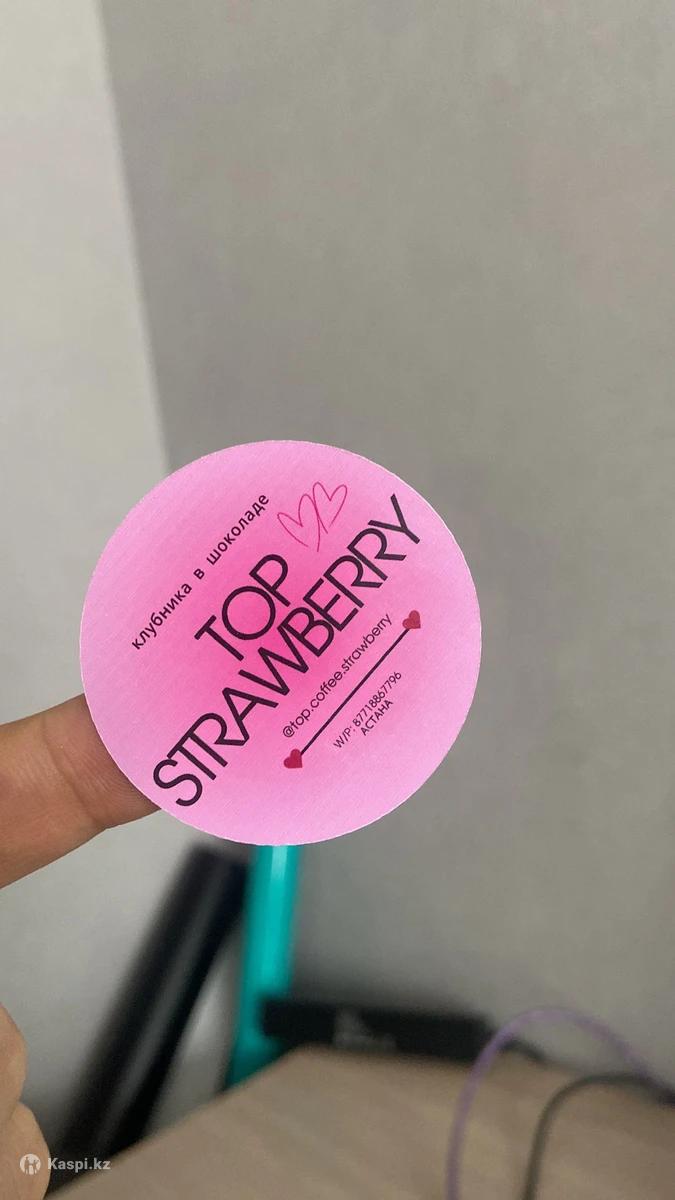 клубника в шоколаде
TOP
STRAWBERRY
@top.coffee.strawberry
W/P: 87718867796
АСТАНА
Kaspi.kz